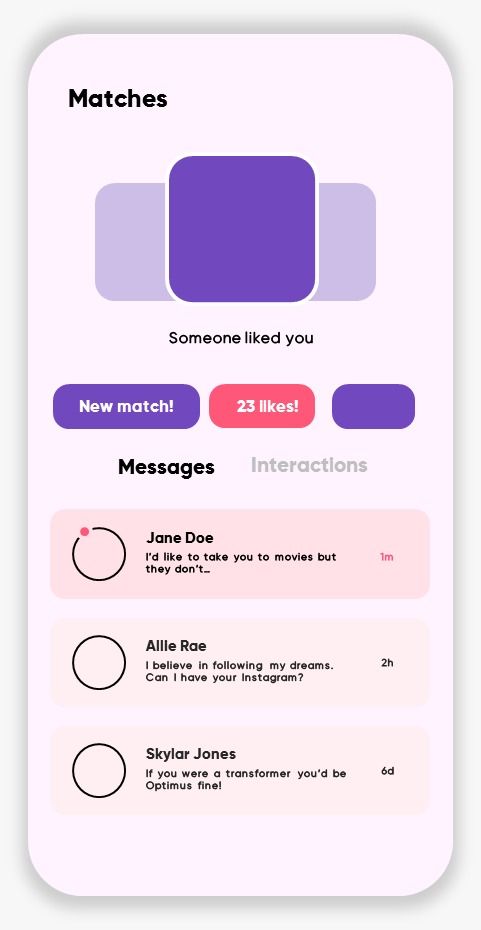 Matches
Someone liked you
New match!
23 likes!
Messages
Interactions
Jane Doe
I'd like to take you to movies but
they don't...
1m
Allie Rae
I believe in following my dreams.
Can I have your Instagram?
2h
Skylar Jones
If you were a transformer you'd be
Optimus fine!
6d